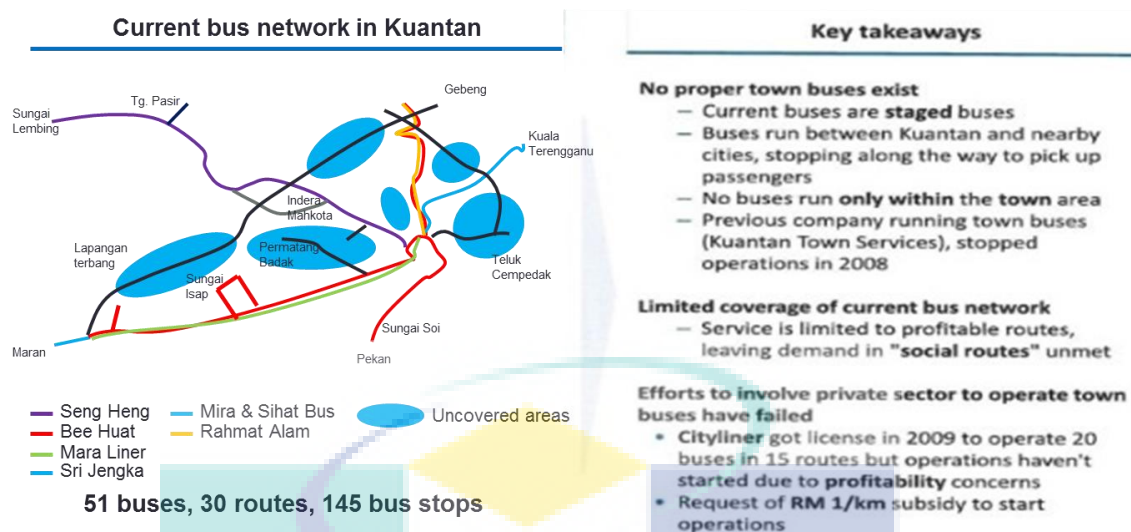 Current bus network in Kuantan
Gebeng
Tg. Pasir
Sungai
Lembing
Kuala
Terengganu
Indera
Mahkota
Lapangan
terbang
Permatang
Badak
Teluk
Cempedak
Sungai
Isap
Sungai Soi
Maran
Pekan
Seng Heng
Bee Huat
Mara Liner
Sri Jengka
Mira & Sihat Bus
Rahmat Alam
Uncovered areas
51 buses, 30 routes, 145 bus stops
Key takeaways
No proper town buses exist
– Current buses are staged buses
– Buses run between Kuantan and nearby
cities, stopping along the way to pick up
passengers
– No buses run only within the town area
– Previous company running town buses
(Kuantan Town Services), stopped
operations in 2008
Limited coverage of current bus network
– Service is limited to profitable routes,
leaving demand in "social routes" unmet
Efforts to involve private sector to operate town
buses have failed
• Cityliner got license in 2009 to operate 20
buses in 15 routes but operations haven't
started due to profitability concerns
• Request of RM 1/km subsidy to start
operations